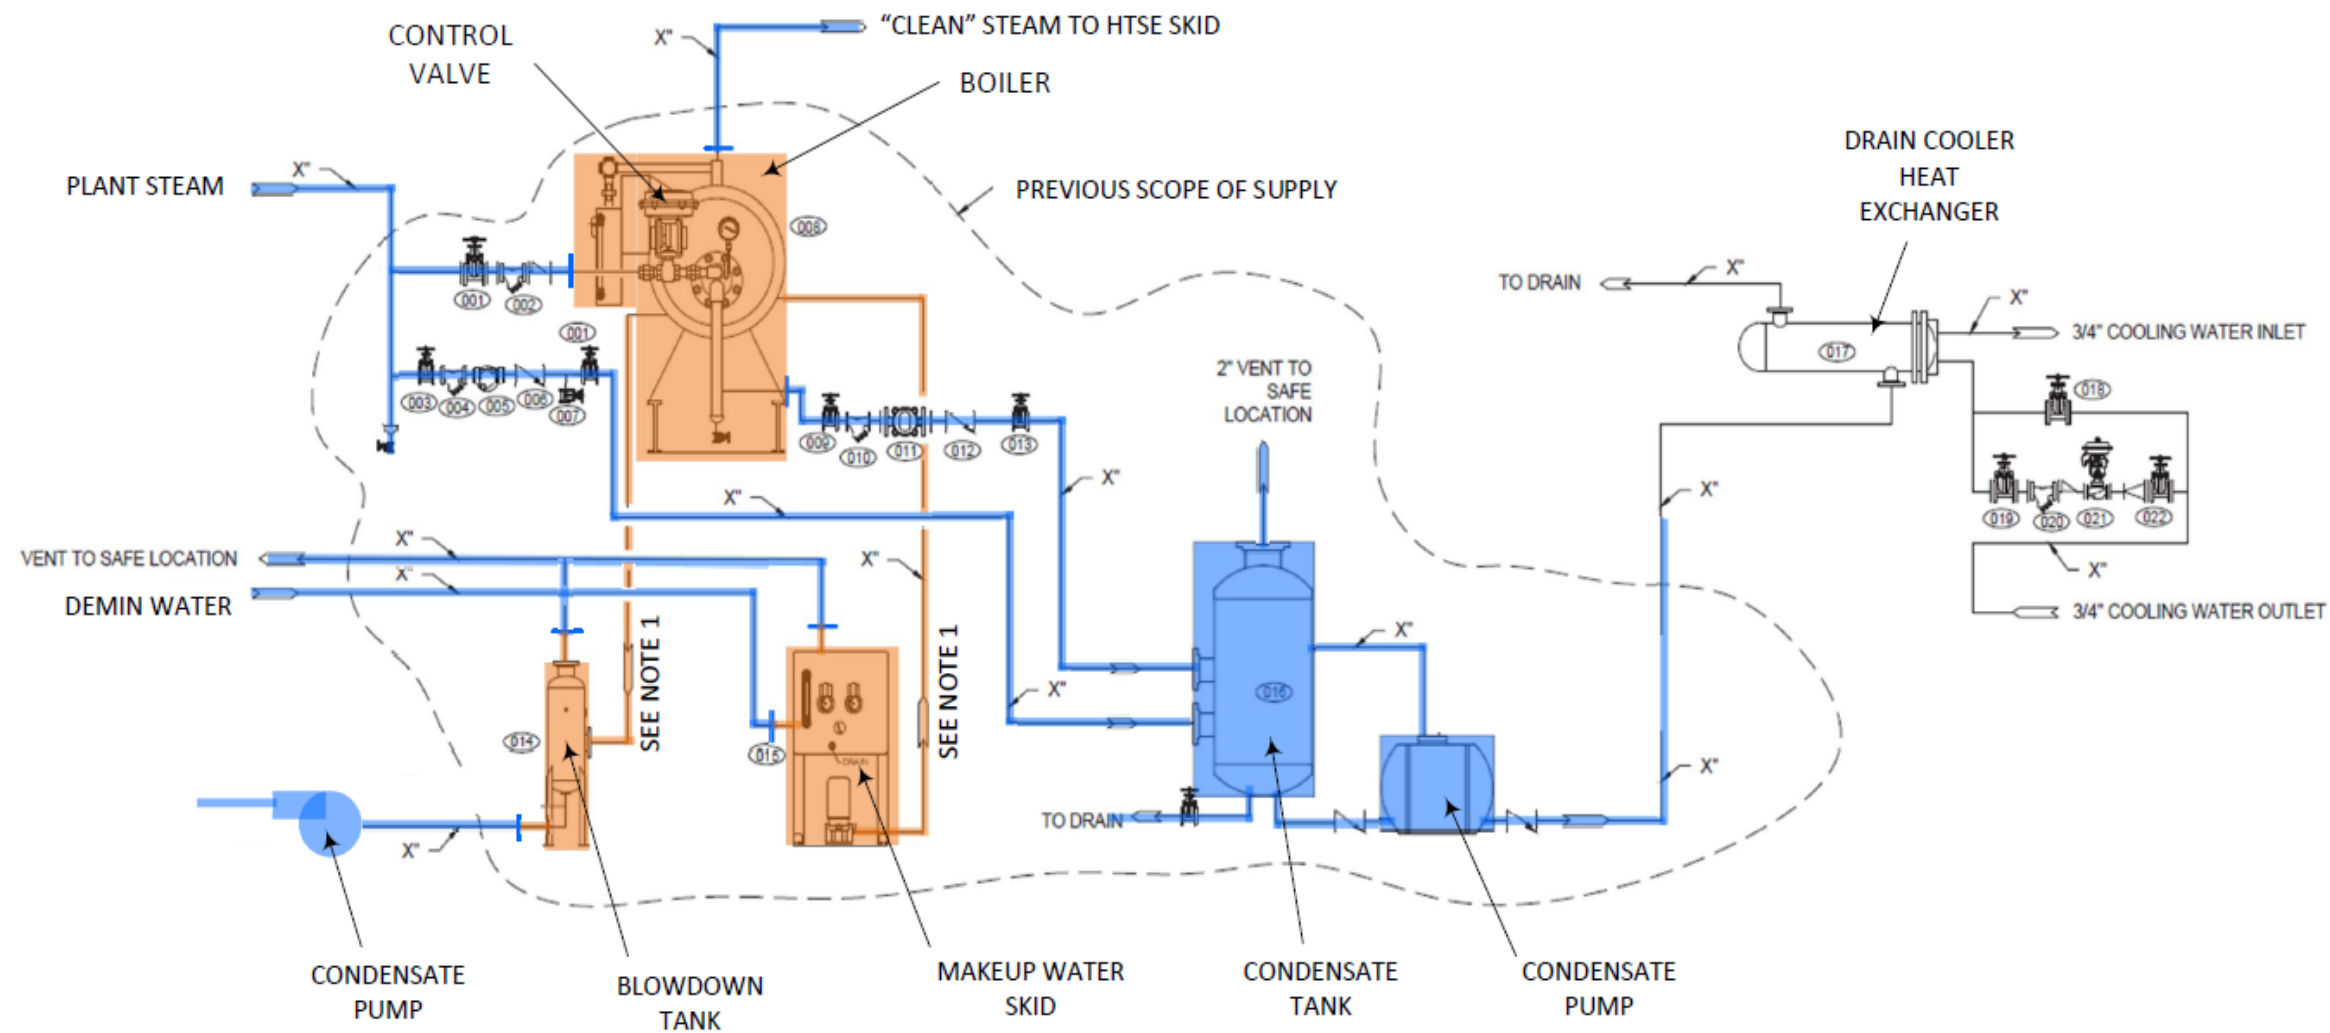 CONTROL
VALVE
X"
“CLEAN” STEAM TO HTSE SKID
BOILER
PLANT STEAM
X"
PREVIOUS SCOPE OF SUPPLY
DRAIN COOLER
HEAT
EXCHANGER
008
001
002
001
003
004
005
006
007
009
010
011
012
013
TO DRAIN
X"
X"
017
3/4" COOLING WATER INLET
018
019
020
021
022
X"
3/4" COOLING WATER OUTLET
2" VENT TO
SAFE
LOCATION
X"
X"
X"
X"
VENT TO SAFE LOCATION
X"
X"
DEMIN WATER
X"
SEE NOTE 1
SEE NOTE 1
X"
X"
X"
014
015
DRAIN
016
TO DRAIN
X"
CONDENSATE
PUMP
BLOWDOWN
TANK
MAKEUP WATER
SKID
CONDENSATE
TANK
CONDENSATE
PUMP